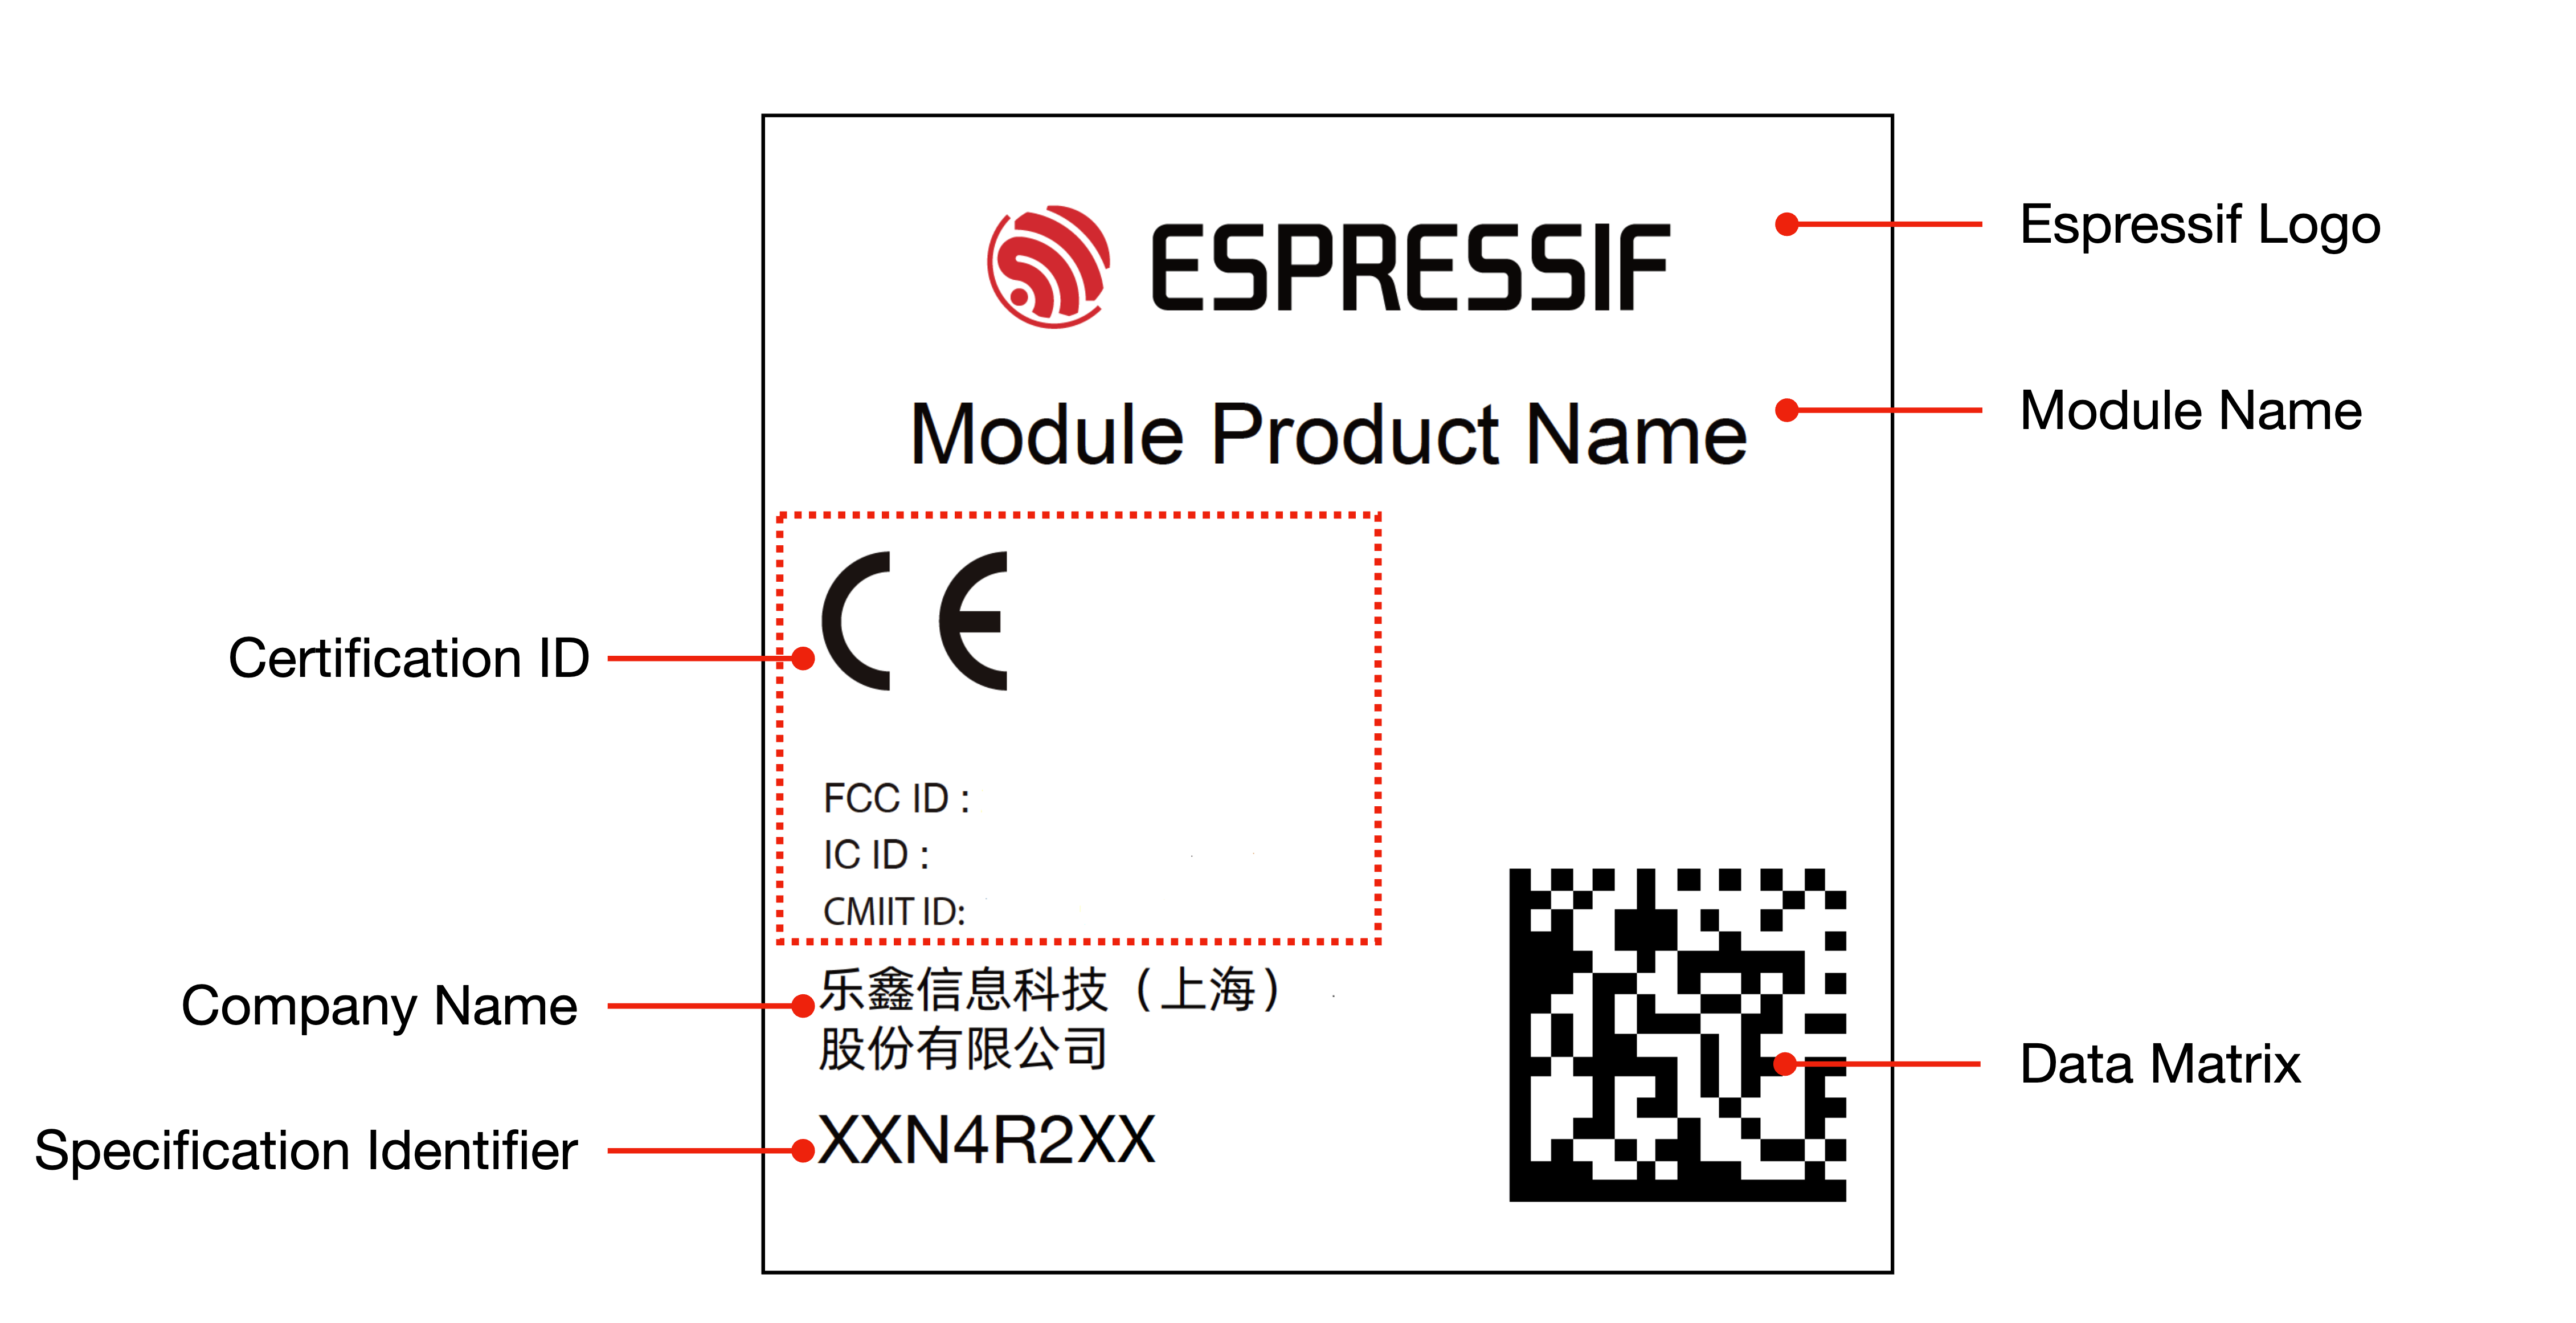 ESPRESSIF
Espressif Logo
Module Product Name
Module Name
CE
Certification ID
FCC ID :
IC ID :
CMIIT ID:
乐鑫信息科技（上海）
股份有限公司
Company Name
Data Matrix
XXN4R2XX
Specification Identifier